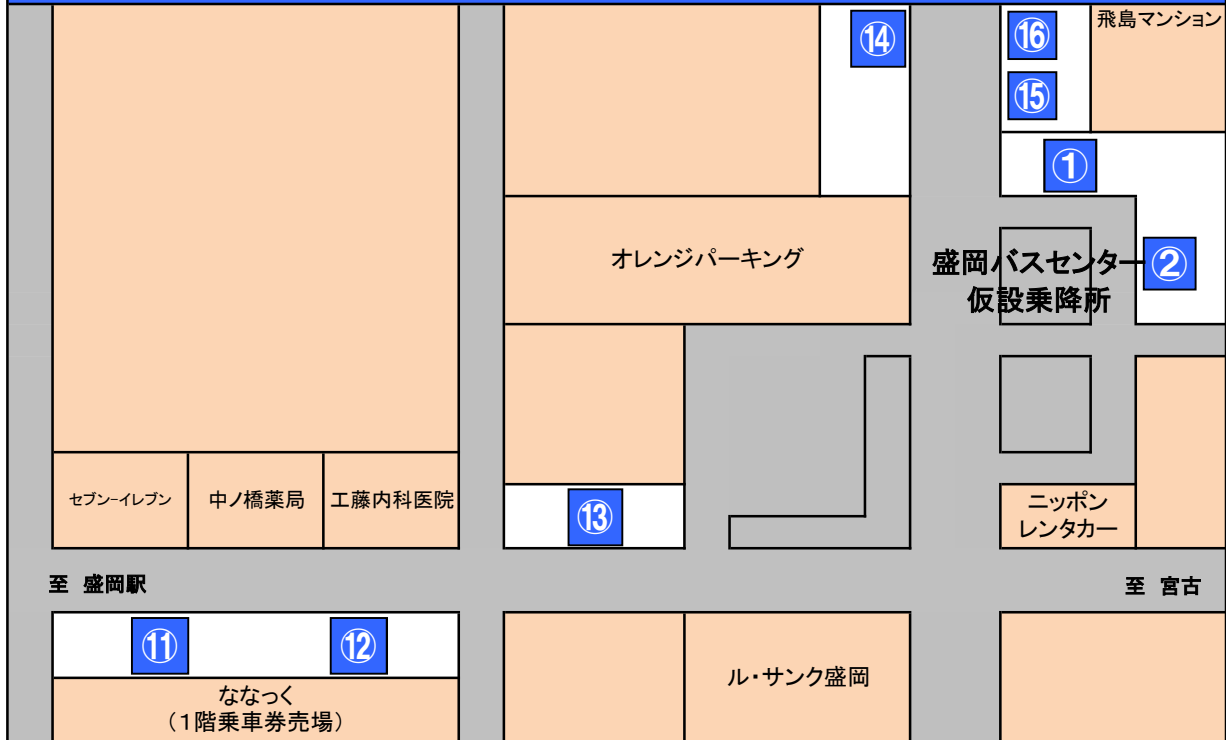 ⑭
⑯
飛島マンション
⑮
①
オレンジパーキング
盛岡バスセンター
仮設乗降所
②
セブン-イレブン
中ノ橋薬局
工藤内科医院
⑬
ニッポン
レンタカー
至 盛岡駅
至 宮古
⑪
⑫
ななっく
（1階乗車券売場）
ル・サンク盛岡